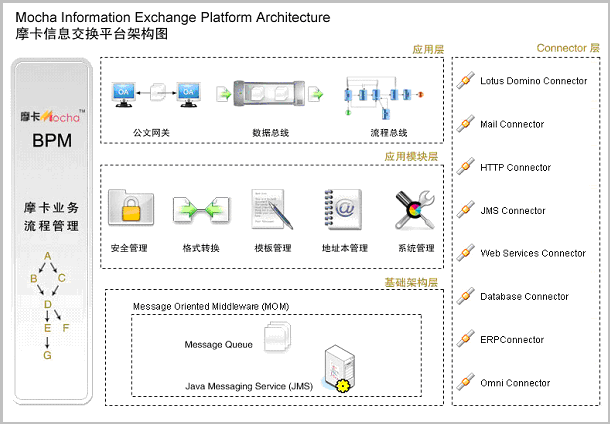 Mocha Information Exchange Platform Architecture
摩卡信息交换平台架构图
摩卡 mocha™
BPM
摩卡业务
流程管理
A
B C
D
E F
G
应用层
OA OA
公文网关 数据总线 流程总线
应用模块层
安全管理 格式转换 模板管理 地址本管理 系统管理
基础架构层
Message Oriented Middleware (MOM)
Message Queue
Java Messaging Service (JMS)
Connector 层
Lotus Domino Connector
Mail Connector
HTTP Connector
JMS Connector
Web Services Connector
Database Connector
ERPConnector
Omni Connector